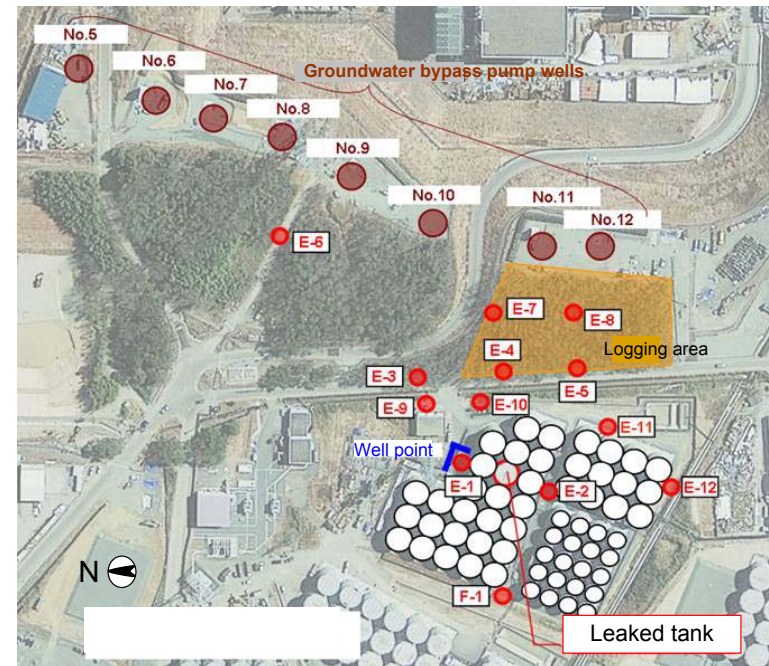 No.5
No.6
No.7
Groundwater bypass pump wells
No.8
No.9
No.10
No.11
No.12
E-6
E-7
E-8
Logging area
E-4
E-3
E-5
E-9
E-10
E-11
Well point
E-1
E-2
E-12
N
F-1
Leaked tank